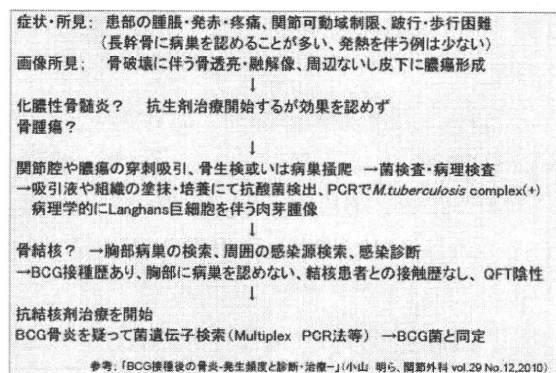 症状・所見: 患部の腫脹・発赤・疼痛、関節可動域制限、跛行・歩行困難
(長幹骨に病巣を認めることが多い、発熱を伴う例は少ない)
画像所見: 骨破壊に伴う骨透亮・融解像、周辺ないし皮下に膿瘍形成
↓
化膿性骨髄炎? 抗生剤治療開始するが効果を認めず
骨腫瘍?
↓
関節腔や膿瘍の穿刺吸引、骨生検或いは病巣掻爬 →菌検査・病理検査
→吸引液や組織の塗抹・培養にて抗酸菌検出、PCRでM.tuberculosis complex(+)
病理学的にLanghans巨細胞を伴う肉芽腫像
↓
骨結核? →胸部病巣の検索、周囲の感染源検索、感染診断
→BCG接種歴あり、胸部に病巣を認めない、結核患者との接触歴なし、QFT陰性
↓
抗結核剤治療を開始
BCG骨炎を疑って菌遺伝子検索(Multiplex PCR法等) →BCG菌と同定
参考:「BCG接種後の骨炎-発生頻度と診断・治療-」(小山 明ら、関節外科 vol.29 No.12,2010)